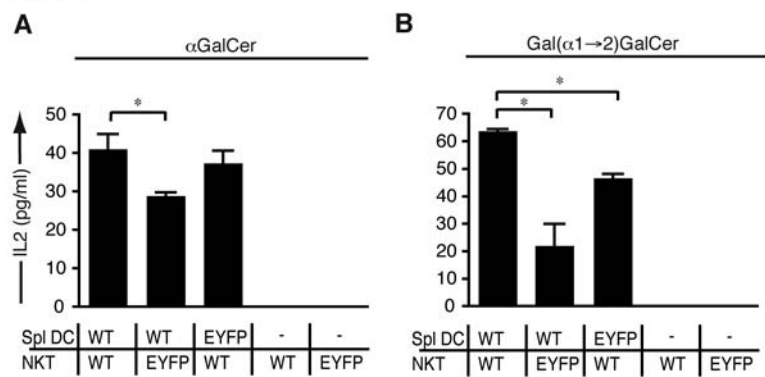 A
αGalCer
*
IL2 (pg/ml)
50
40
30
20
10
0
Spl DC WT WT EYFP - -
NKT WT EYFP WT WT EYFP
B
Gal(α1→2)GalCer
*
*
70
60
50
40
30
20
10
0
Spl DC WT WT EYFP - -
NKT WT EYFP WT WT EYFP